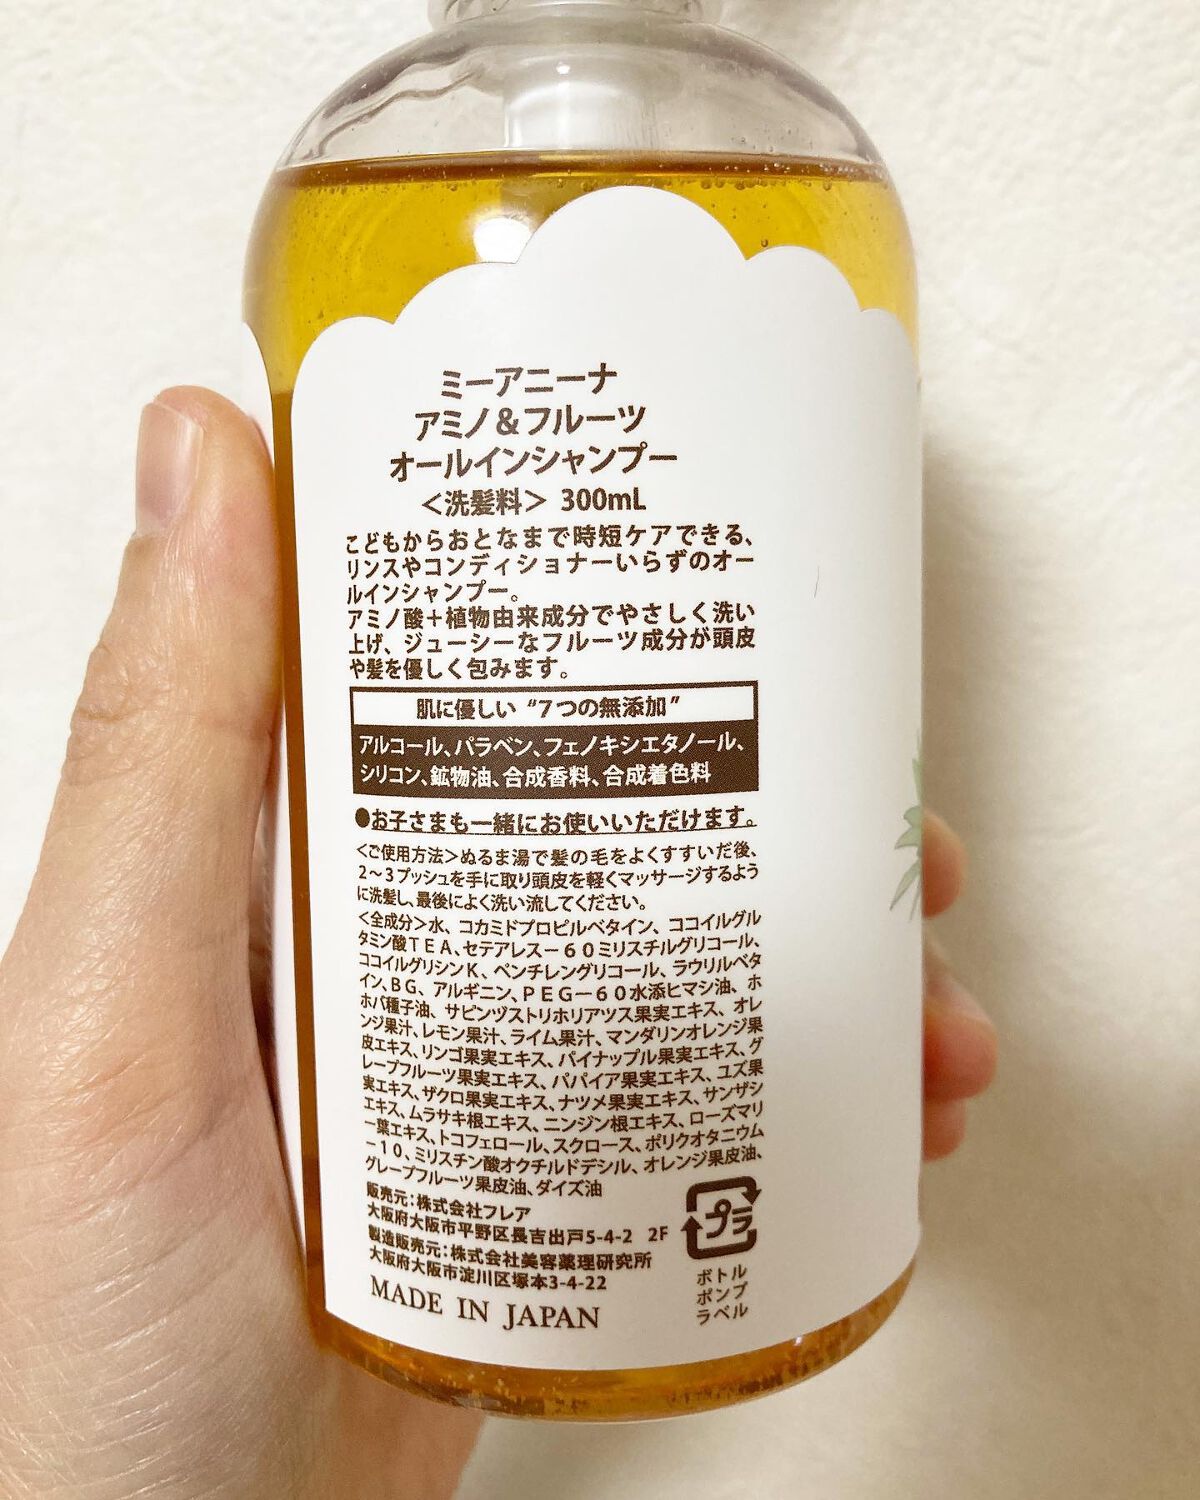 ミーアニーナ
アミノ&フルーツ
オールインシャンプー
<洗髪料> 300mL
こどもからおとなまで時短ケアできる、
リンスやコンディショナーいらずのオー
ルインシャンプー。
アミノ酸＋植物由来成分でやさしく洗い
上げ、ジューシーなフルーツ成分が頭皮
や髪を優しく包みます。
肌に優しい “７つの無添加”
アルコール、パラベン、フェノキシエタノール、
シリコン、鉱物油、合成香料、合成着色料
●お子さまも一緒にお使いいただけます。
<ご使用方法>ぬるま湯で髪の毛をよくすすいだ後、
２～３プッシュを手に取り頭皮を軽くマッサージするよう
に洗髪し、最後によく洗い流してください。
<全成分>水、コカミドプロピルベタイン、ココイルグル
タミン酸ＴＥＡ、セテアレス－６０ミリスチルグリコール、
ココイルグリシンＫ、ペンチレングリコール、ラウリルベタ
イン、ＢＧ、アルギニン、ＰＥＧ－６０水添ヒマシ油、ホ
ホバ種子油、サピンヅストリホリアツス果実エキス、オレ
ンジ果汁、レモン果汁、ライム果汁、マンダリンオレンジ果
皮エキス、リンゴ果実エキス、パイナップル果実エキス、グ
レープフルーツ果実エキス、パパイア果実エキス、ユズ果
実エキス、ザクロ果実エキス、ナツメ果実エキス、サンザシ
エキス、ムラサキ根エキス、ニンジン根エキス、ローズマリ
ー葉エキス、トコフェロール、スクロース、ポリクオタニウム
－１０、ミリスチン酸オクチルドデシル、オレンジ果皮油、
グレープフルーツ果皮油、ダイズ油
販売元：株式会社フレア
大阪府大阪市平野区長吉出戸5-4-2 2F
製造販売元：株式会社美容薬理研究所
大阪府大阪市淀川区塚本3-4-22
MADE IN JAPAN
プラ
ボトル
ポンプ
ラベル